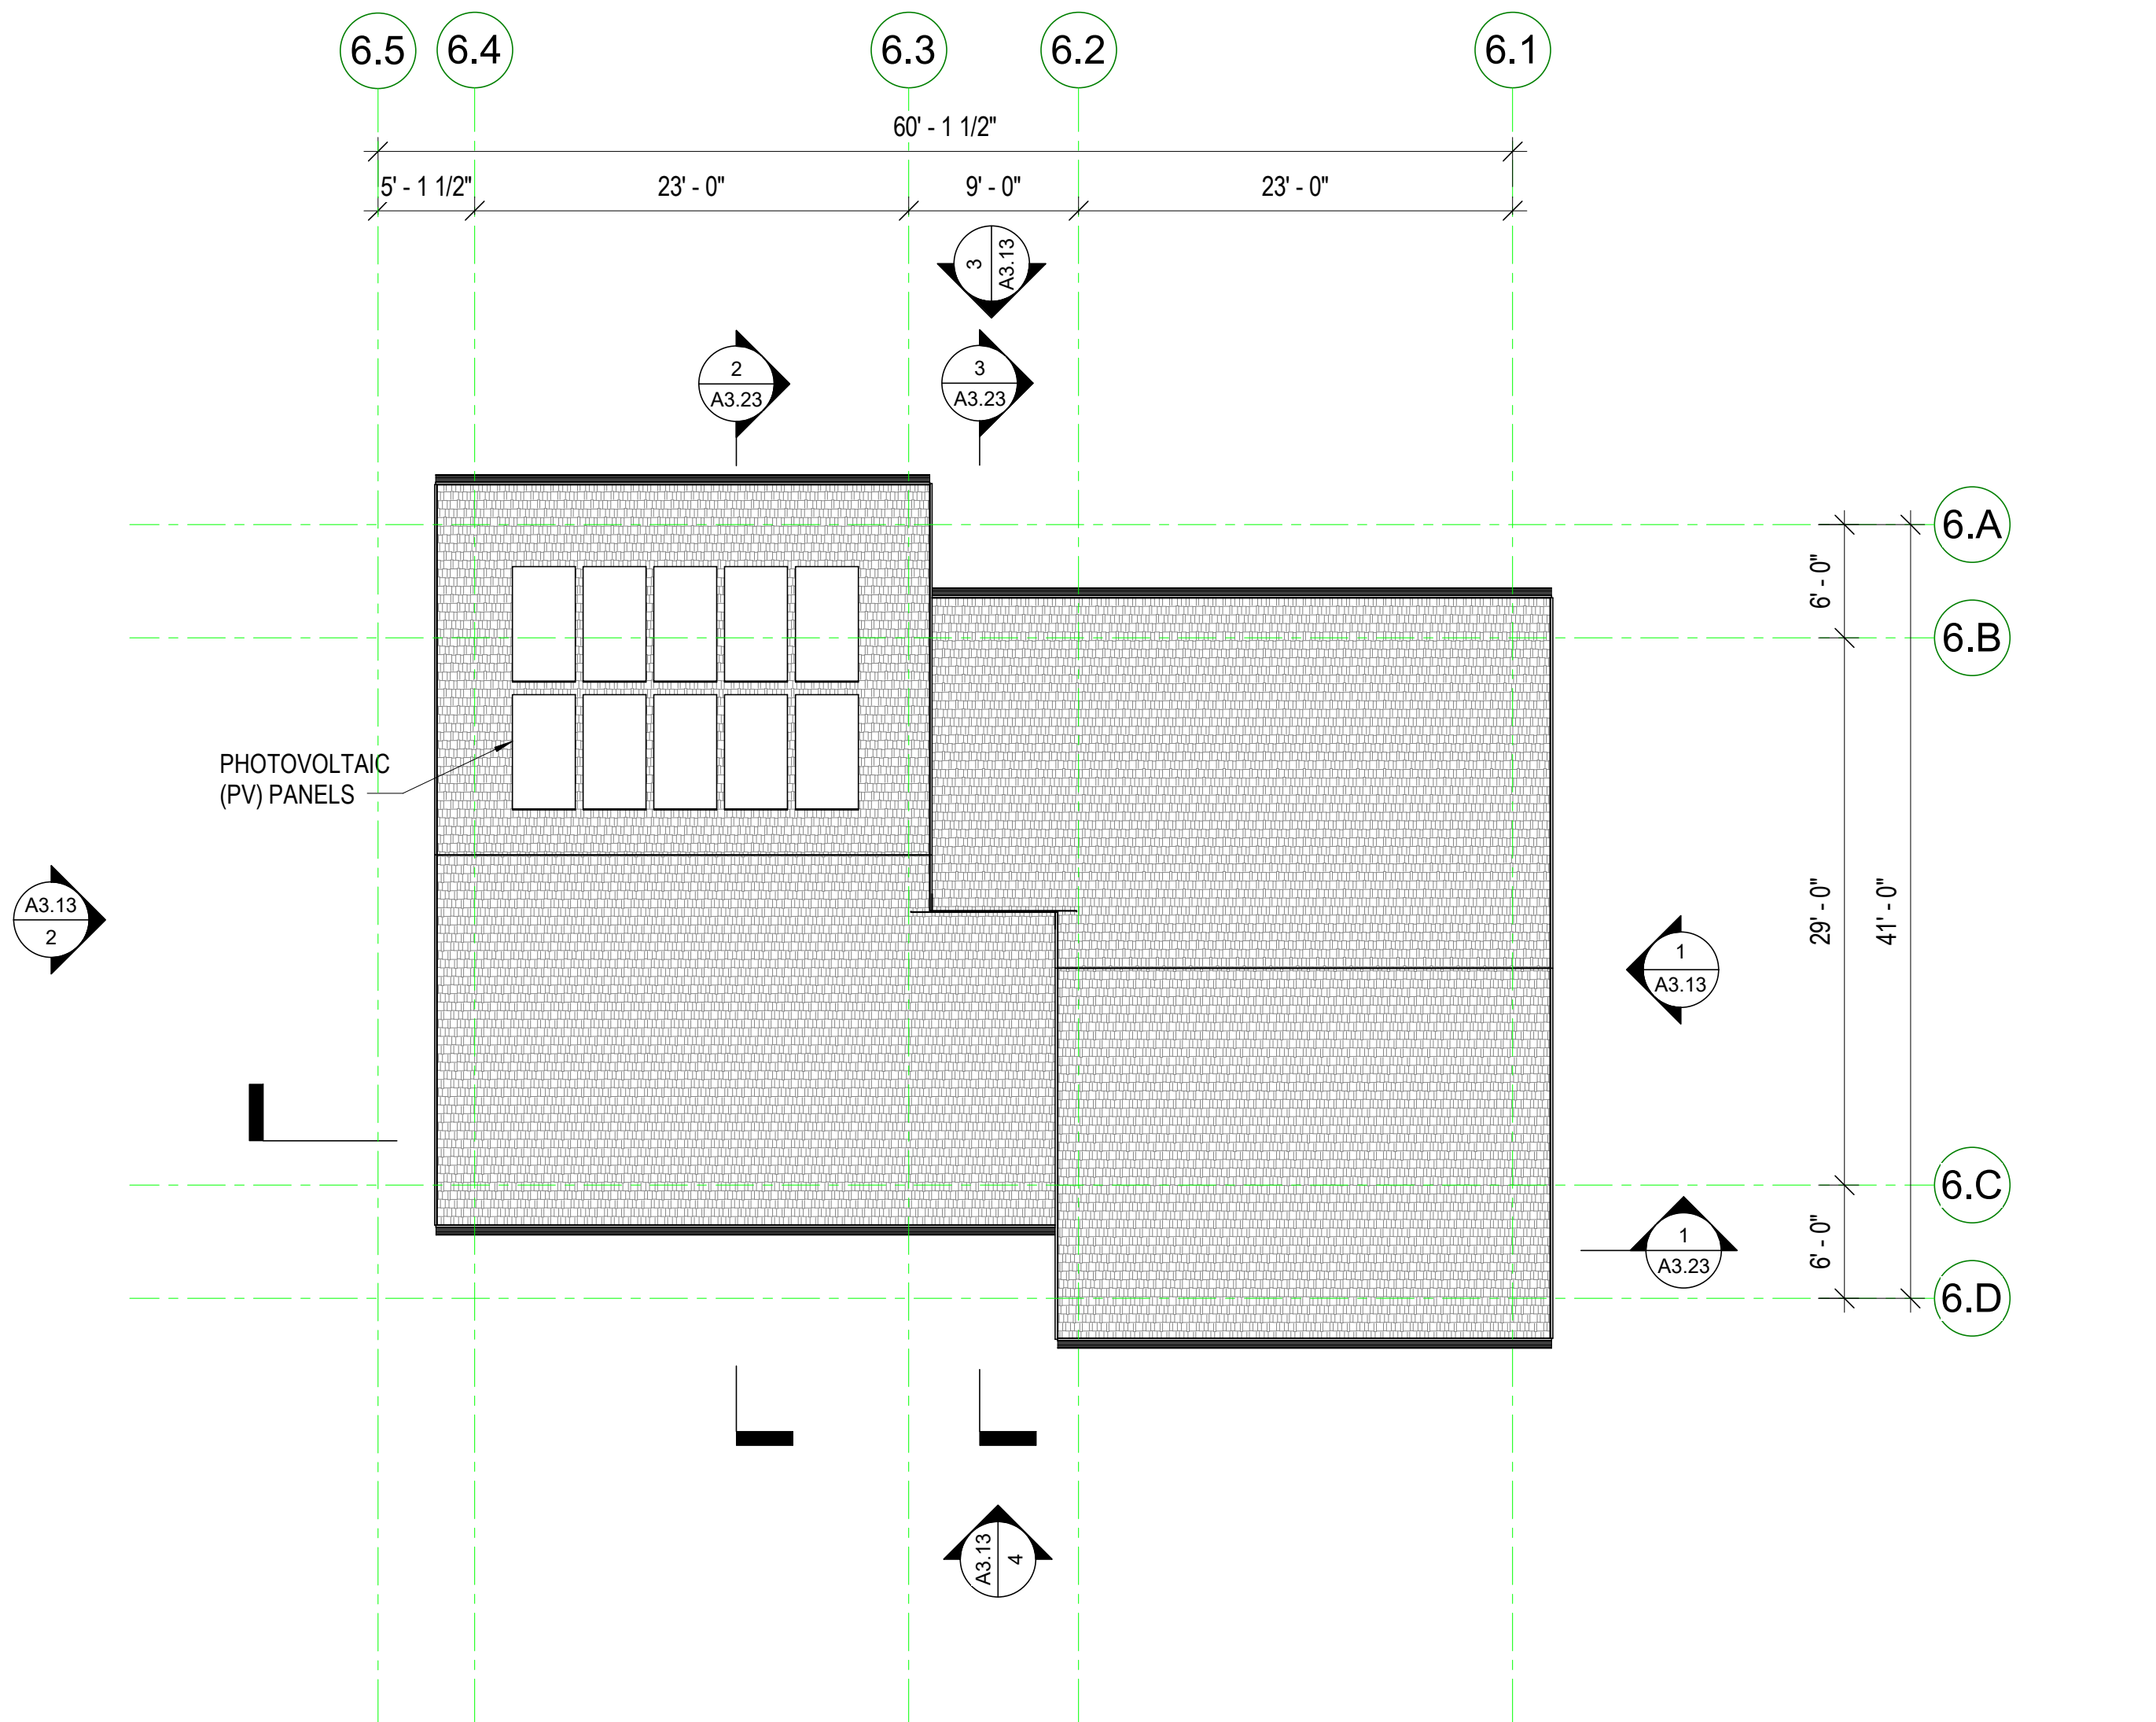 6.5
6.4
6.3
6.2
6.1
60' - 1 1/2"
5' - 1 1/2"
23' - 0"
9' - 0"
23' - 0"
3
A3.13
2
A3.23
3
A3.23
6.A
6' - 0"
6.B
PHOTOVOLTAIC
(PV) PANELS
A3.13
2
29' - 0"
41' - 0"
1
A3.13
6.C
1
A3.23
6' - 0"
6.D
A3.13
4